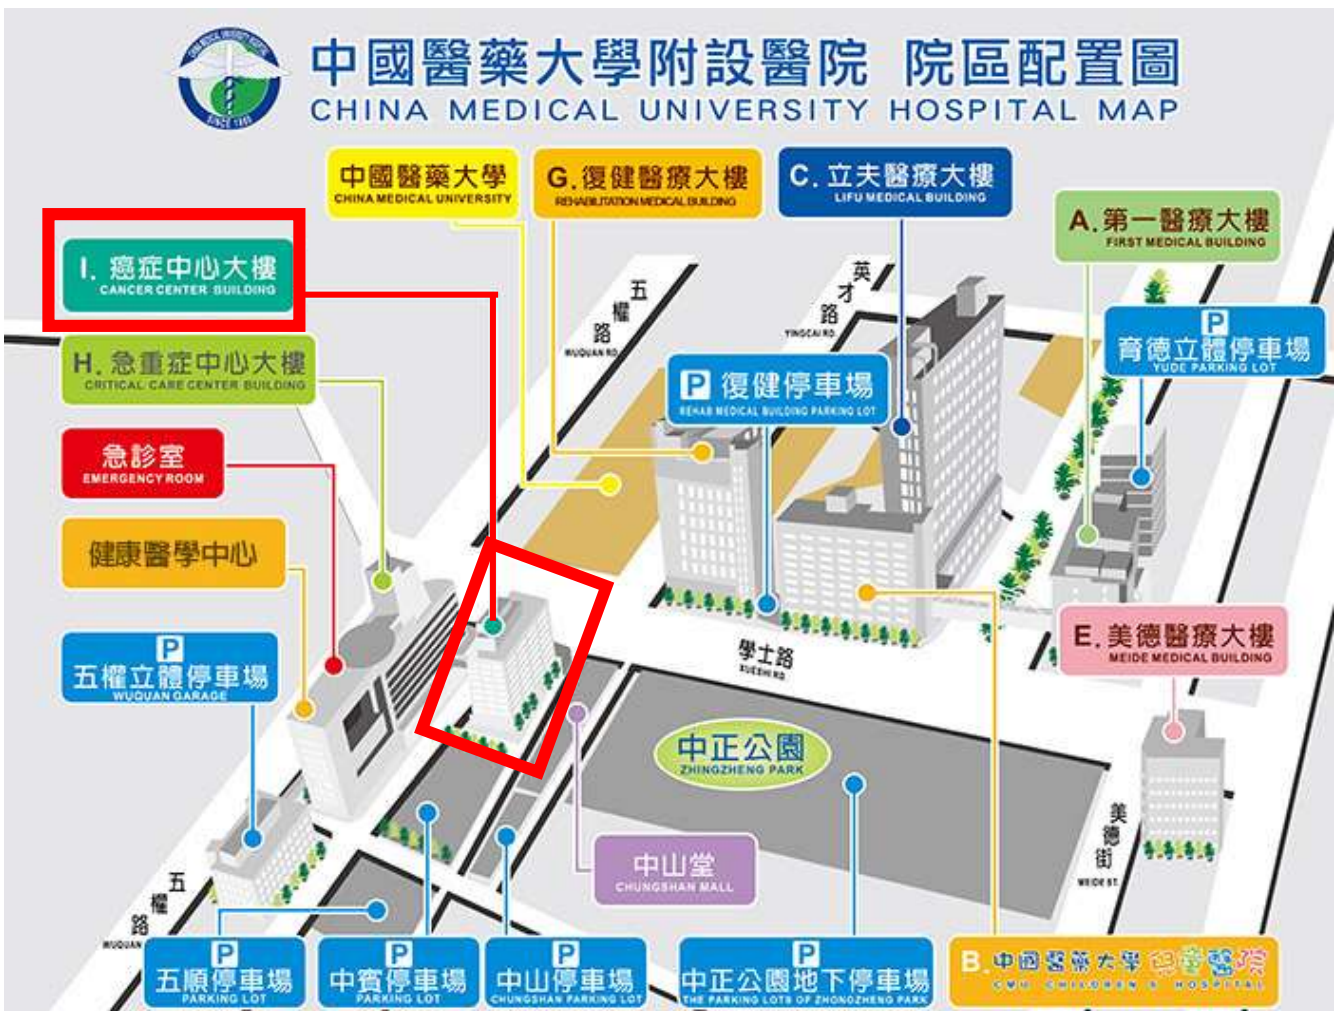 CHINA MEDICAL UNIVERSITY HOSPITAL
SINCE 1980
中國醫藥大學附設醫院 院區配置圖
CHINA MEDICAL UNIVERSITY HOSPITAL MAP
中國醫藥大學
CHINA MEDICAL UNIVERSITY
G.復健醫療大樓
REHABILITATION MEDICAL BUILDING
C. 立夫醫療大樓
LIFU MEDICAL BUILDING
A.第一醫療大樓
FIRST MEDICAL BUILDING
I. 癌症中心大樓
CANCER CENTER BUILDING
五權路
WUQUAN RD.
英才路
YINGCAI RD.
P
育德立體停車場
YUDE PARKING LOT
H.急重症中心大樓
CRITICAL CARE CENTER BUILDING
P 復健停車場
REHAB MEDICAL BUILDING PARKING LOT
急診室
EMERGENCY ROOM
健康醫學中心
P
五權立體停車場
WUQUAN GARAGE
學士路
XUESHI RD.
E.美德醫療大樓
MEIDE MEDICAL BUILDING
中正公園
ZHINGZHENG PARK
美德街
MEIDE ST.
中山堂
CHUNGSHAN MALL
五權路
WUQUAN
P
五順停車場
PARKING LOT
P
中賓停車場
PARKING LOT
P
中山停車場
CHUNGSHAN PARKING LOT
P
中正公園地下停車場
THE PARKING LOTS OF ZHONGZHENG PARK
B.中國醫藥大學 兒童醫院
CMU CHILDREN'S HOSPITAL